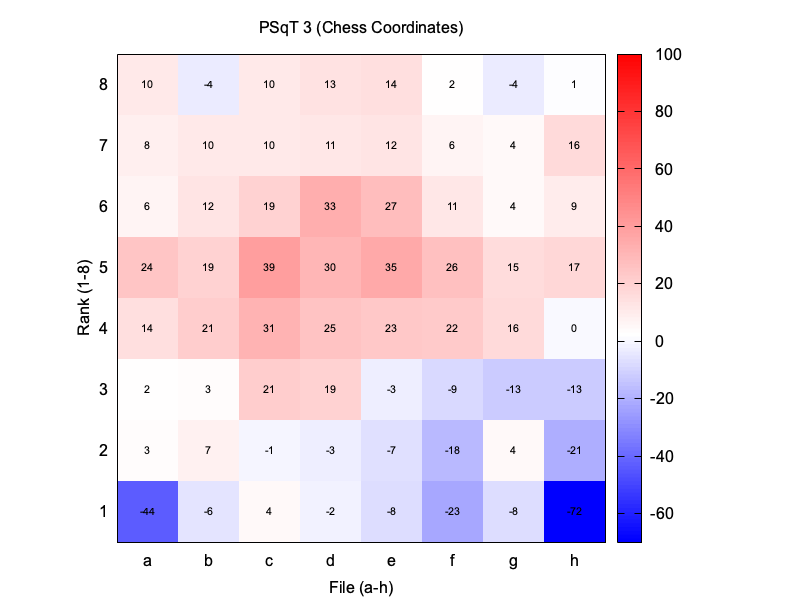 PSqT 3 (Chess Coordinates)
100
8 10 -4 10 13 14 2 -4 1
80
7 8 10 10 11 12 6 4 16
60
6 6 12 19 33 27 11 4 9
40
5 24 19 39 30 35 26 15 17
20
4 14 21 31 25 23 22 16 0
0
3 2 3 21 19 -3 -9 -13 -13
-20
2 3 7 -1 -3 -7 -18 4 -21
-40
1 -44 -6 4 -2 -8 -23 -8 -72
-60
Rank (1-8)
a b c d e f g h
File (a-h)